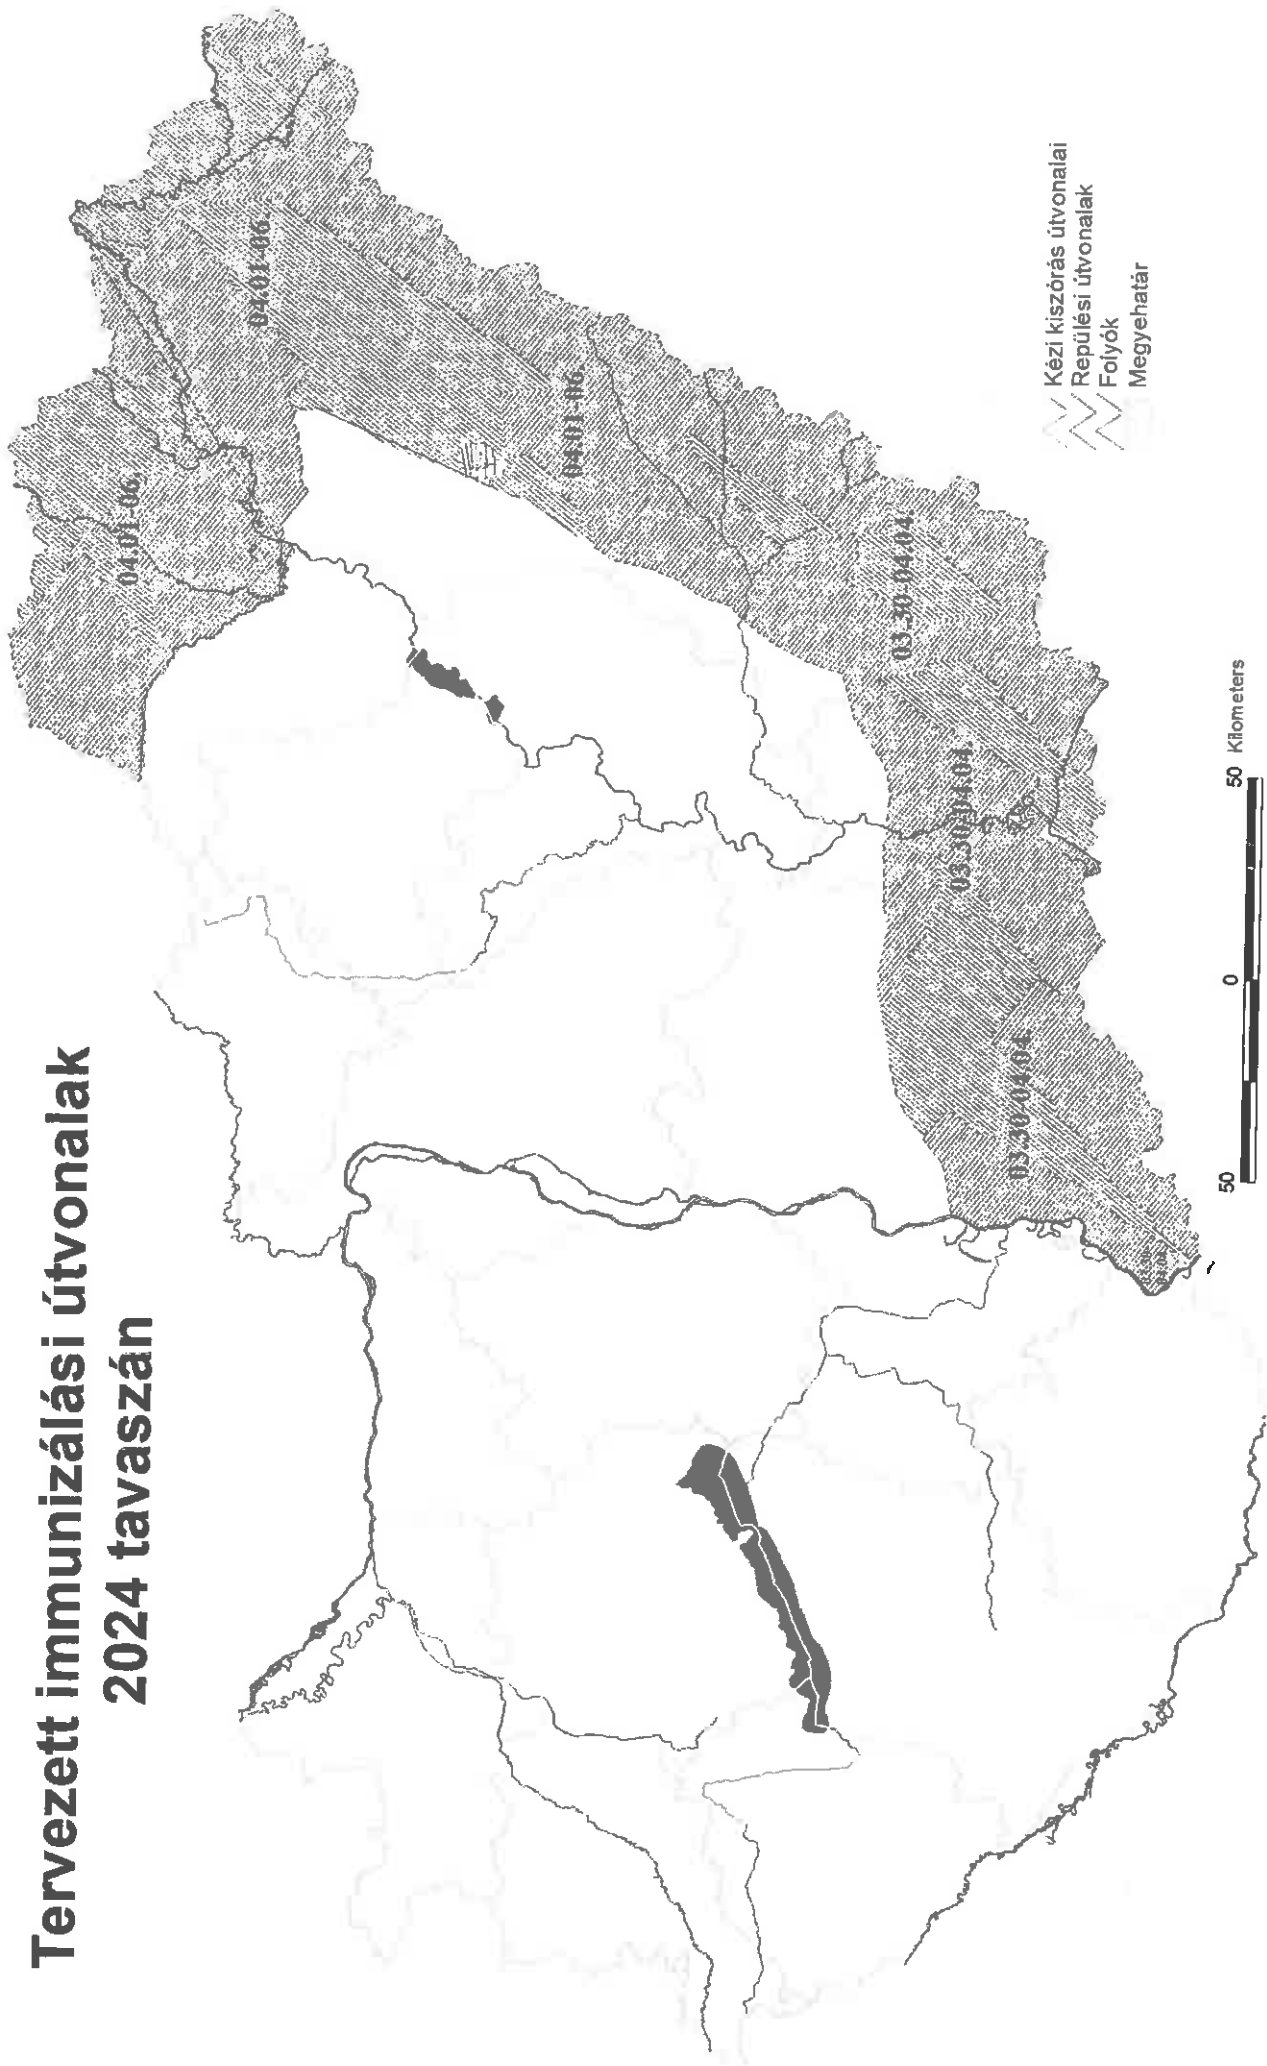 Tervezett immunizálási útvonalak
2024 tavaszán
04.01-06.
04.01-06.
04.01-06.
03.30-04.04.
03.30-04.04.
03.30-04.04.
Kézi kiszórás útvonalai
Repülési útvonalak
Folyók
Megyehatár
50 0 50 Kilometers